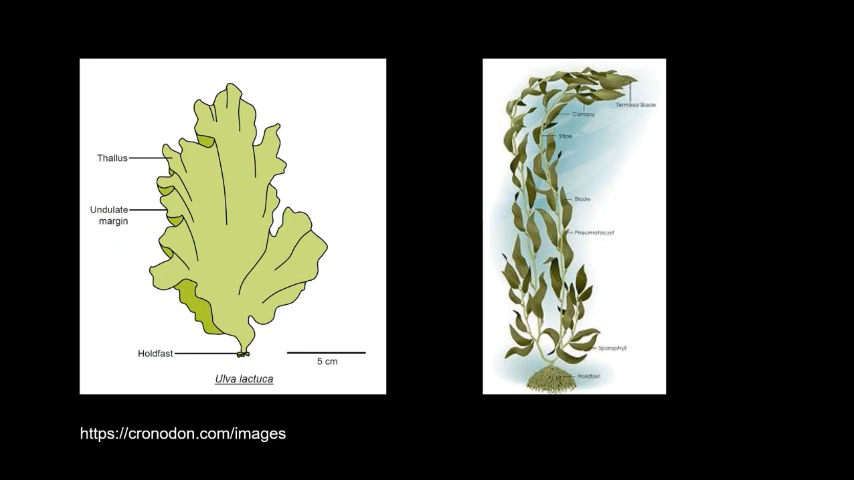 Thallus
Undulate
margin
Holdfast
5 cm
Ulva lactuca
Terminal Blade
Canopy
Stipe
Blade
Pneumatocyst
Sporophyll
Holdfast
https://cronodon.com/images